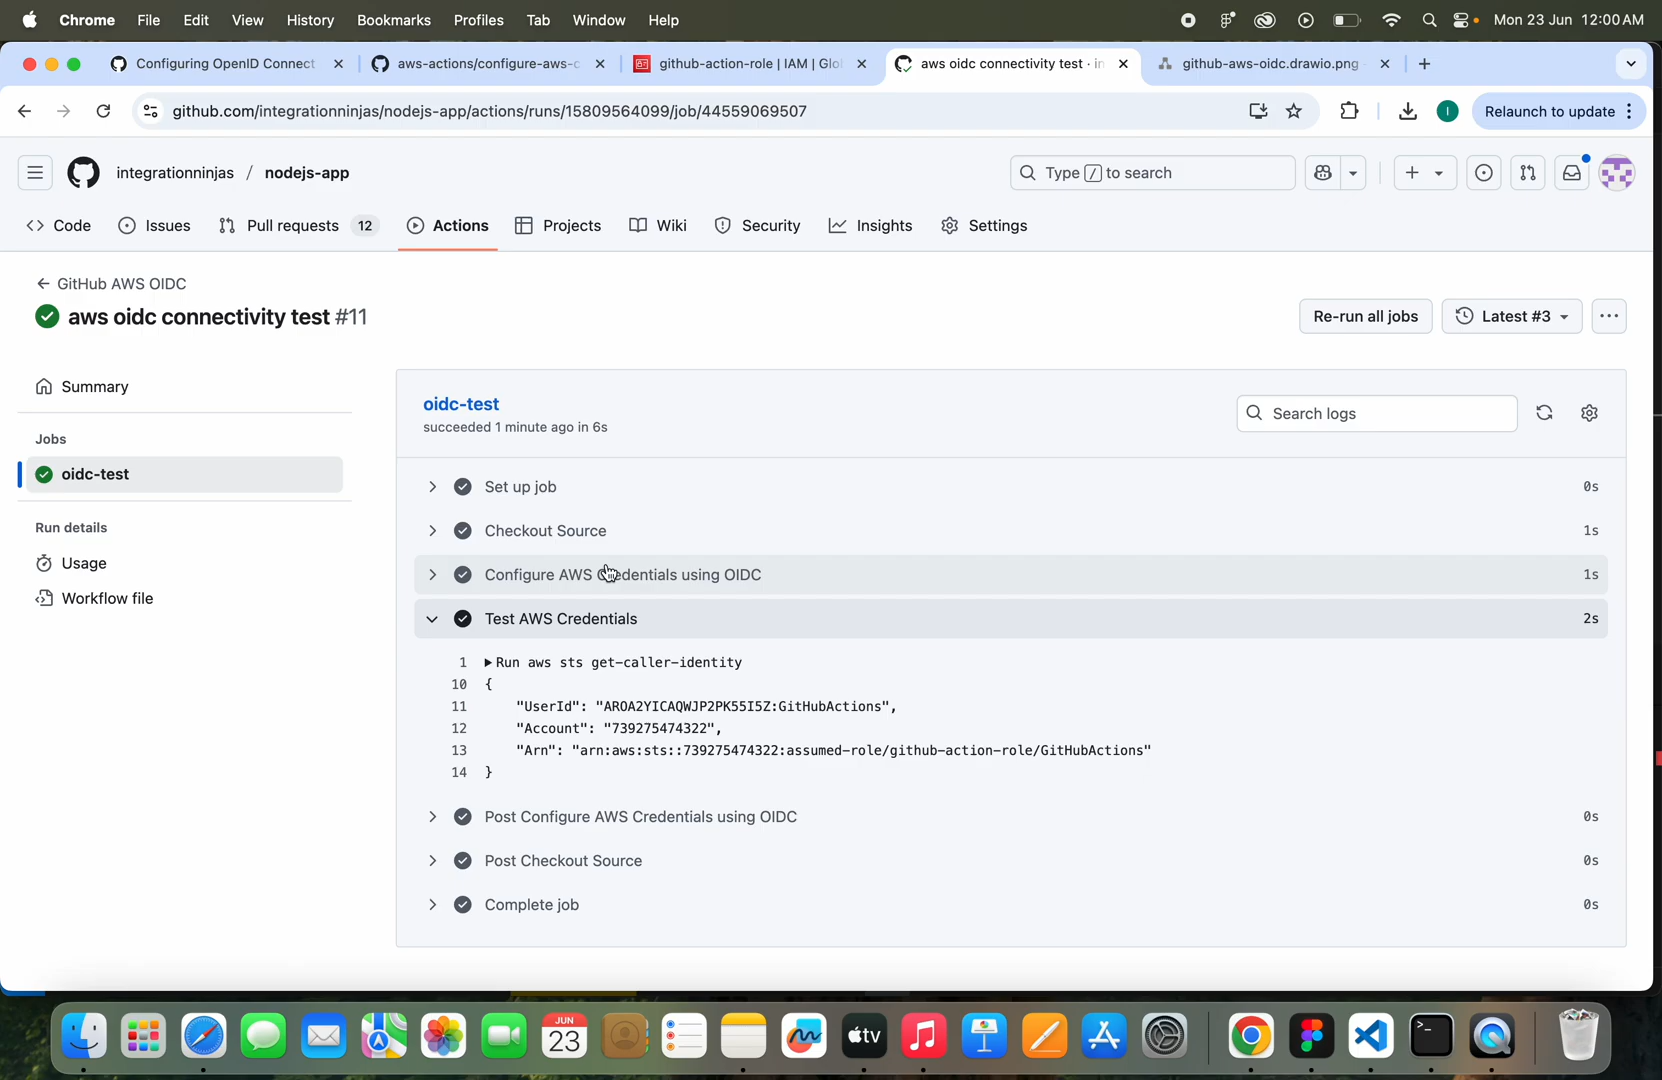 Chrome File Edit View History Bookmarks Profiles Tab Window Help Mon 23 Jun 12:00 AM
Configuring OpenID Connect aws-actions/configure-aws-c github-action-role | IAM | Glo aws oidc connectivity test · in github-aws-oidc.drawio.png
github.com/integrationninjas/nodejs-app/actions/runs/15809564099/job/44559069507 I Relaunch to update
integrationninjas / nodejs-app Type / to search
Code Issues Pull requests 12 Actions Projects Wiki Security Insights Settings
GitHub AWS OIDC
aws oidc connectivity test #11 Re-run all jobs Latest #3
Summary
Jobs
oidc-test
Run details
Usage
Workflow file
oidc-test
succeeded 1 minute ago in 6s
Search logs
Set up job 0s
Checkout Source 1s
Configure AWS Credentials using OIDC 1s
Test AWS Credentials 2s
1 Run aws sts get-caller-identity
10 {
11 "UserId": "AROA2YICAQWJP2PK55I5Z:GitHubActions",
12 "Account": "739275474322",
13 "Arn": "arn:aws:sts::739275474322:assumed-role/github-action-role/GitHubActions"
14 }
Post Configure AWS Credentials using OIDC 0s
Post Checkout Source 0s
Complete job 0s
JUN
23
tv